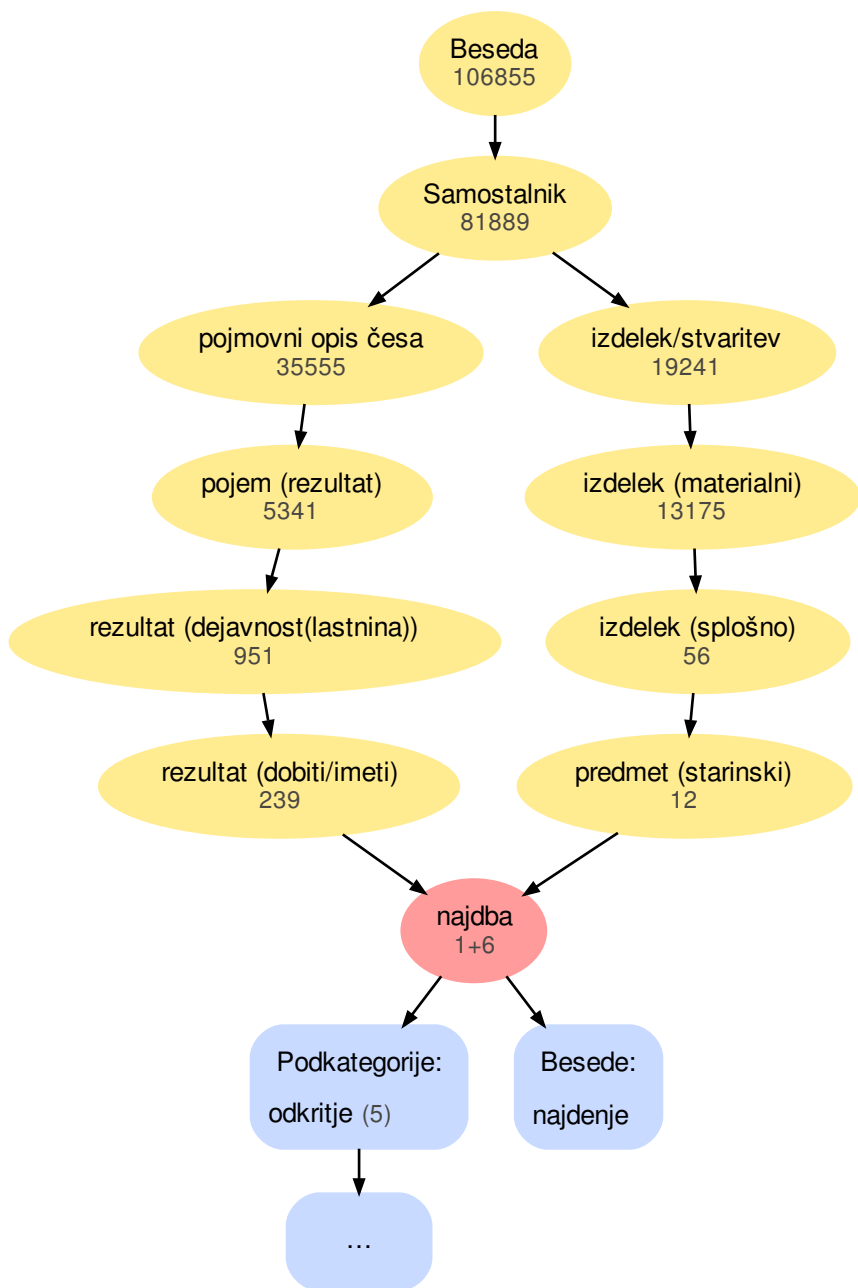 Beseda
106855
Samostalnik
81889
pojmovni opis česa
35555
izdelek/stvaritev
19241
pojem (rezultat)
5341
izdelek (materialni)
13175
rezultat (dejavnost(lastnina))
951
izdelek (splošno)
56
rezultat (dobiti/imeti)
239
predmet (starinski)
12
najdba
1+6
Podkategorije:
odkritje (5)
Besede:
najdenje
...